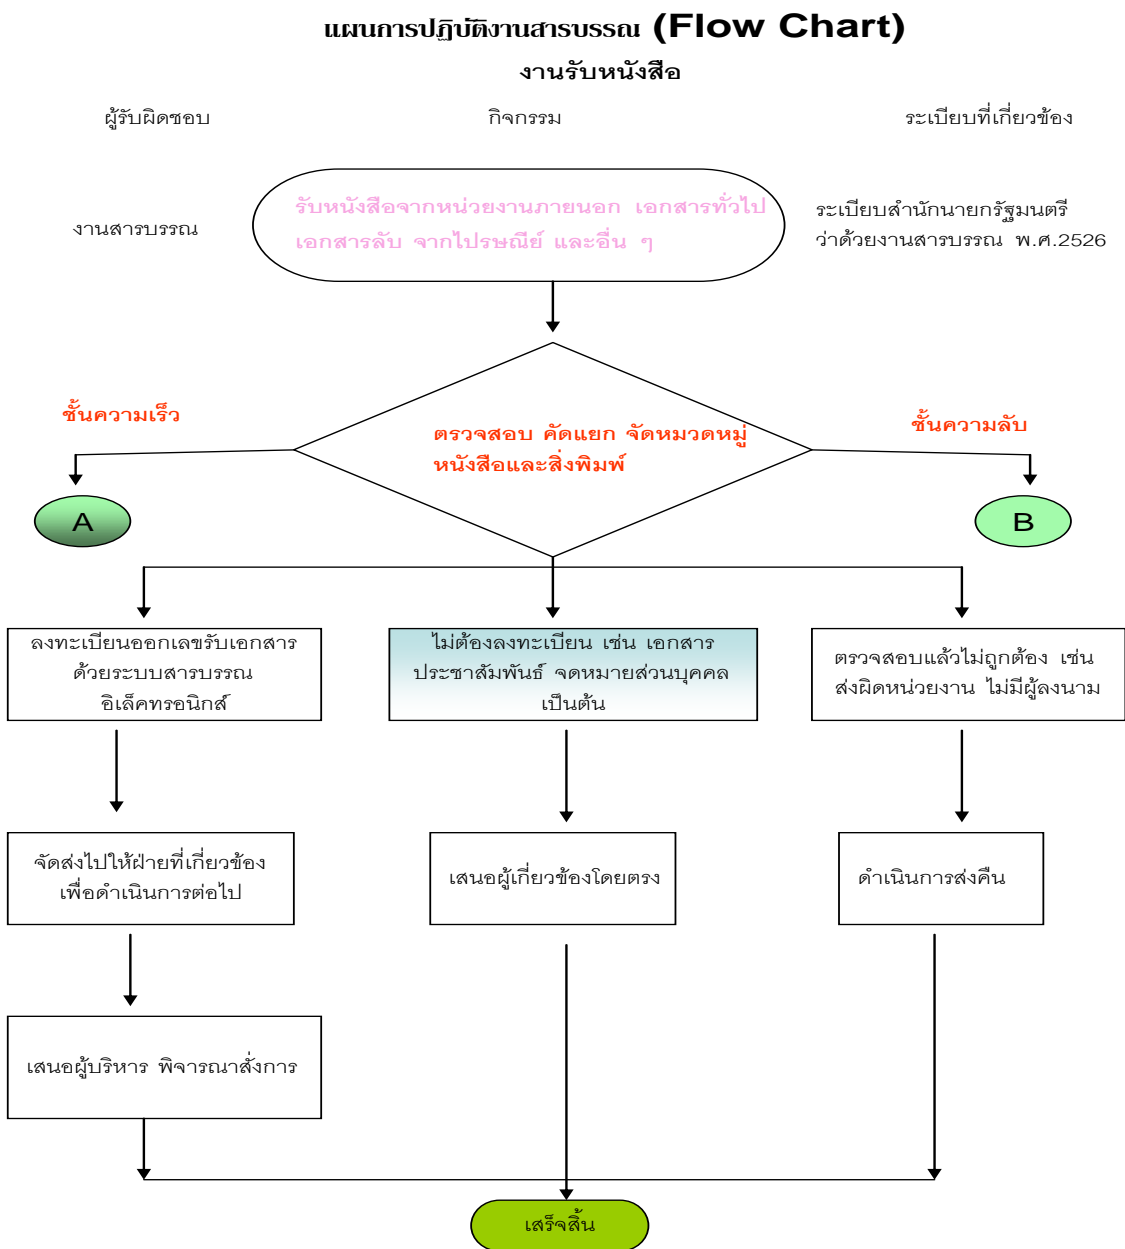 แผนการปฏิบัติงานสารบรรณ (Flow Chart)
งานรับหนังสือ
ผู้รับผิดชอบ กิจกรรม ระเบียบที่เกี่ยวข้อง
งานสารบรรณ
รับหนังสือจากหน่วยงานภายนอก เอกสารทั่วไป
เอกสารลับ จากไปรษณีย์ และอื่น ๆ
ระเบียบสำนักนายกรัฐมนตรี
ว่าด้วยงานสารบรรณ พ.ศ.2526
ชั้นความเร็ว
ตรวจสอบ คัดแยก จัดหมวดหมู่
หนังสือและสิ่งพิมพ์
ชั้นความลับ
A
B
ลงทะเบียนออกเลขรับเอกสาร
ด้วยระบบสารบรรณ
อิเล็คทรอนิกส์
ไม่ต้องลงทะเบียน เช่น เอกสาร
ประชาสัมพันธ์ จดหมายส่วนบุคคล
เป็นต้น
ตรวจสอบแล้วไม่ถูกต้อง เช่น
ส่งผิดหน่วยงาน ไม่มีผู้ลงนาม
จัดส่งไปให้ฝ่ายที่เกี่ยวข้อง
เพื่อดำเนินการต่อไป
เสนอผู้เกี่ยวข้องโดยตรง
ดำเนินการส่งคืน
เสนอผู้บริหาร พิจารณาสั่งการ
เสร็จสิ้น